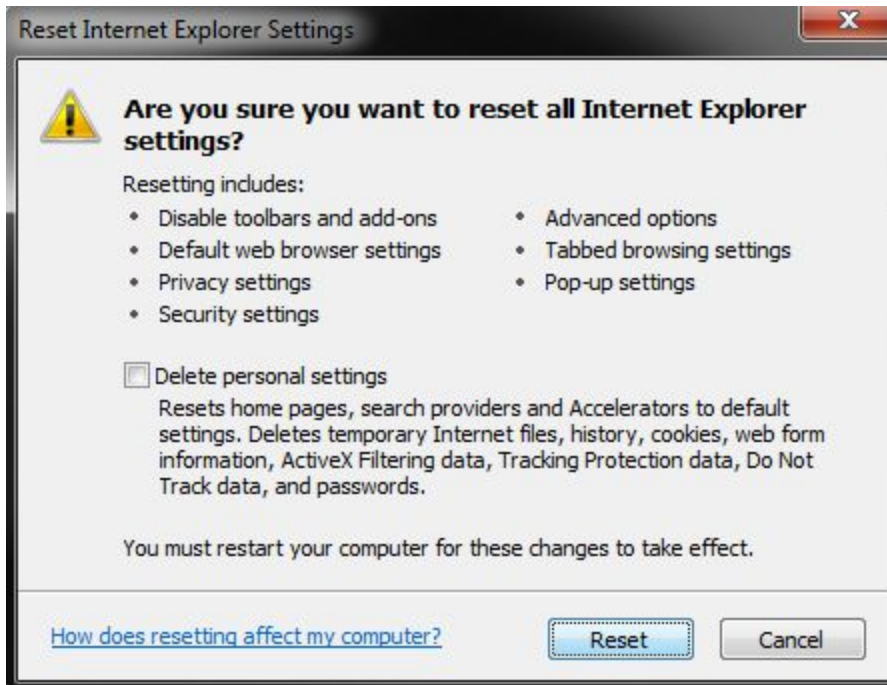 Reset Internet Explorer Settings
Are you sure you want to reset all Internet Explorer
settings?
Resetting includes:
• Disable toolbars and add-ons
• Default web browser settings
• Privacy settings
• Security settings
• Advanced options
• Tabbed browsing settings
• Pop-up settings
Delete personal settings
Resets home pages, search providers and Accelerators to default
settings. Deletes temporary Internet files, history, cookies, web form
information, ActiveX Filtering data, Tracking Protection data, Do Not
Track data, and passwords.
You must restart your computer for these changes to take effect.
How does resetting affect my computer?
Reset
Cancel